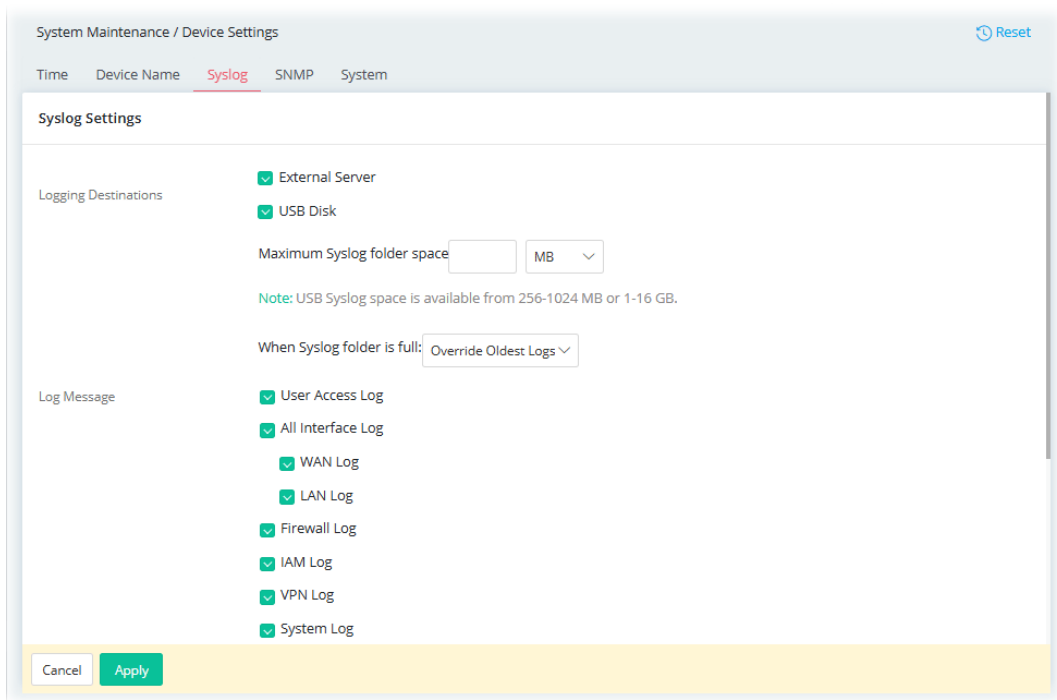 System Maintenance / Device Settings
Reset
Time Device Name Syslog SNMP System
Syslog Settings
Logging Destinations
External Server
USB Disk
Maximum Syslog folder space MB
Note: USB Syslog space is available from 256-1024 MB or 1-16 GB.
When Syslog folder is full: Override Oldest Logs
Log Message
User Access Log
All Interface Log
WAN Log
LAN Log
Firewall Log
IAM Log
VPN Log
System Log
Cancel Apply